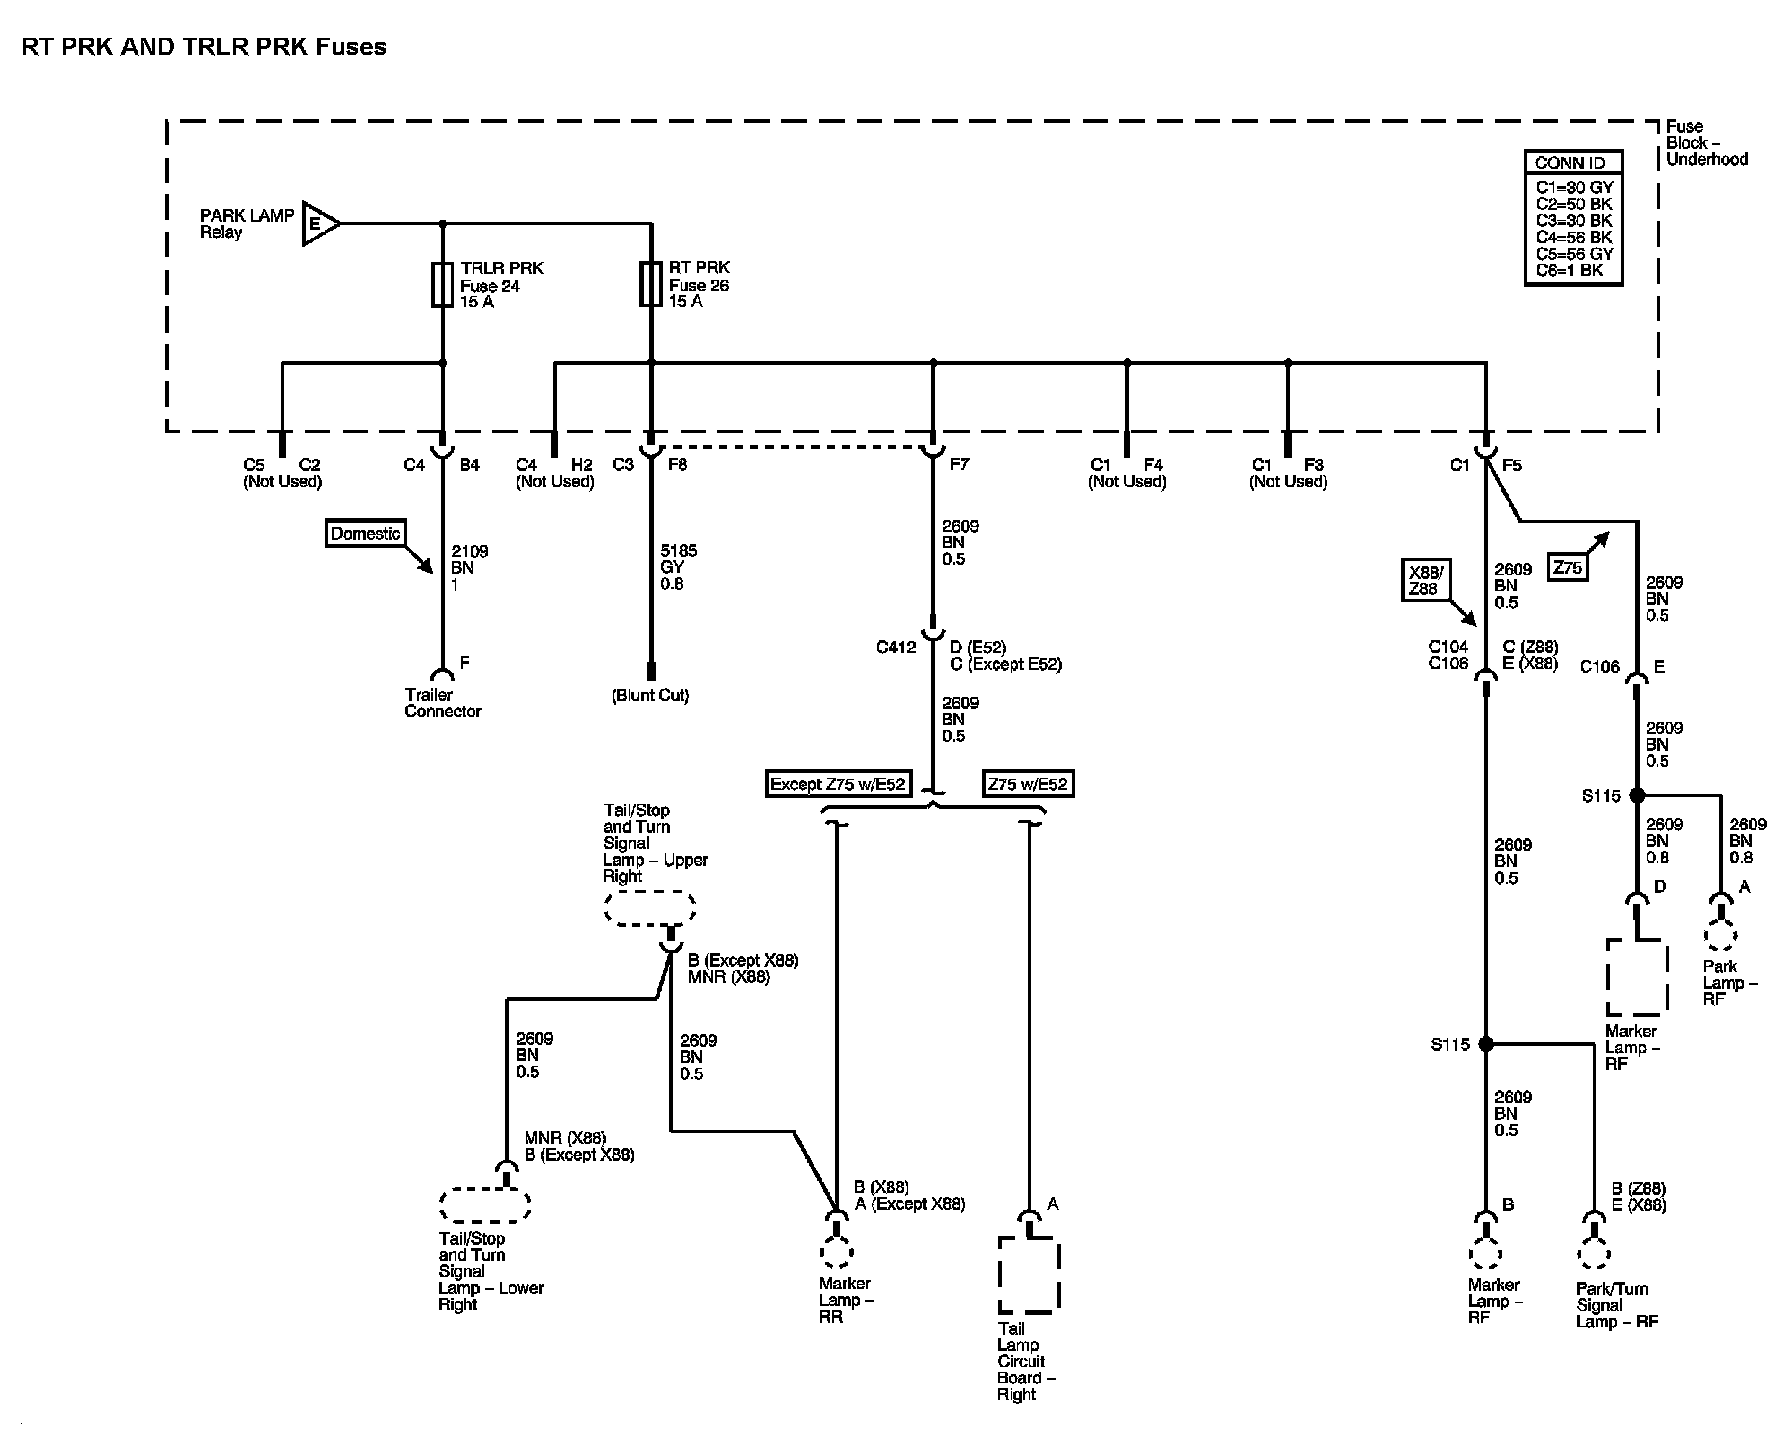 RT PRK AND TRLR PRK Fuses
Fuse
Block –
Underhood
CONN ID
C1=30 GY
C2=50 BK
C3=30 BK
C4=56 BK
C5=56 GY
C6=1 BK
PARK LAMP
Relay
E
TRLR PRK
Fuse 24
15 A
RT PRK
Fuse 26
15 A
C5 C2
(Not Used)
C4 B4
C4 H2
(Not Used)
C3 F8
F7
C1 F4
(Not Used)
C1 F3
(Not Used)
C1 F5
Domestic
2109
BN
1
5185
GY
0.8
2609
BN
0.5
X88/
Z88
2609
BN
0.5
Z75
2609
BN
0.5
F
Trailer
Connector
(Blunt Cut)
C412
D (E52)
C (Except E52)
C104
C106
C (Z88)
E (X88)
C106 E
2609
BN
0.5
2609
BN
0.5
Except Z75 w/E52
Z75 w/E52
S115
Tail/Stop
and Turn
Signal
Lamp – Upper
Right
2609
BN
0.5
2609
BN
0.8
2609
BN
0.8
D
A
B (Except X88)
MNR (X88)
Park
Lamp –
RF
Marker
Lamp –
RF
2609
BN
0.5
2609
BN
0.5
S115
2609
BN
0.5
MNR (X88)
B (Except X88)
B (X88)
A (Except X88)
A
B
B (Z88)
E (X88)
Tail/Stop
and Turn
Signal
Lamp – Lower
Right
Marker
Lamp –
RR
Tail
Lamp
Circuit
Board –
Right
Marker
Lamp –
RF
Park/Turn
Signal
Lamp – RF